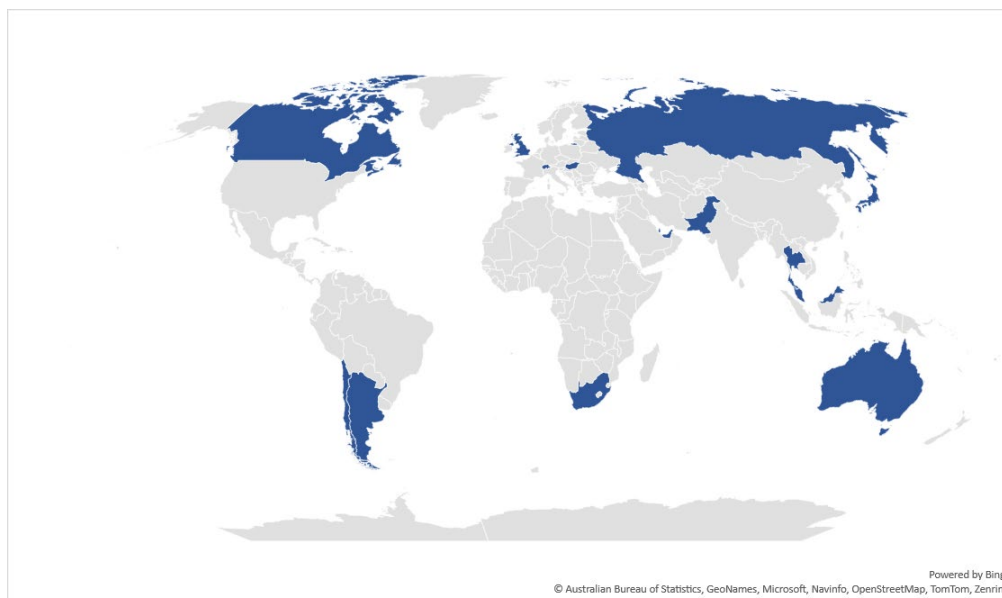 Powered by Bing
© Australian Bureau of Statistics, GeoNames, Microsoft, Navinfo, OpenStreetMap, TomTom, Zenrin